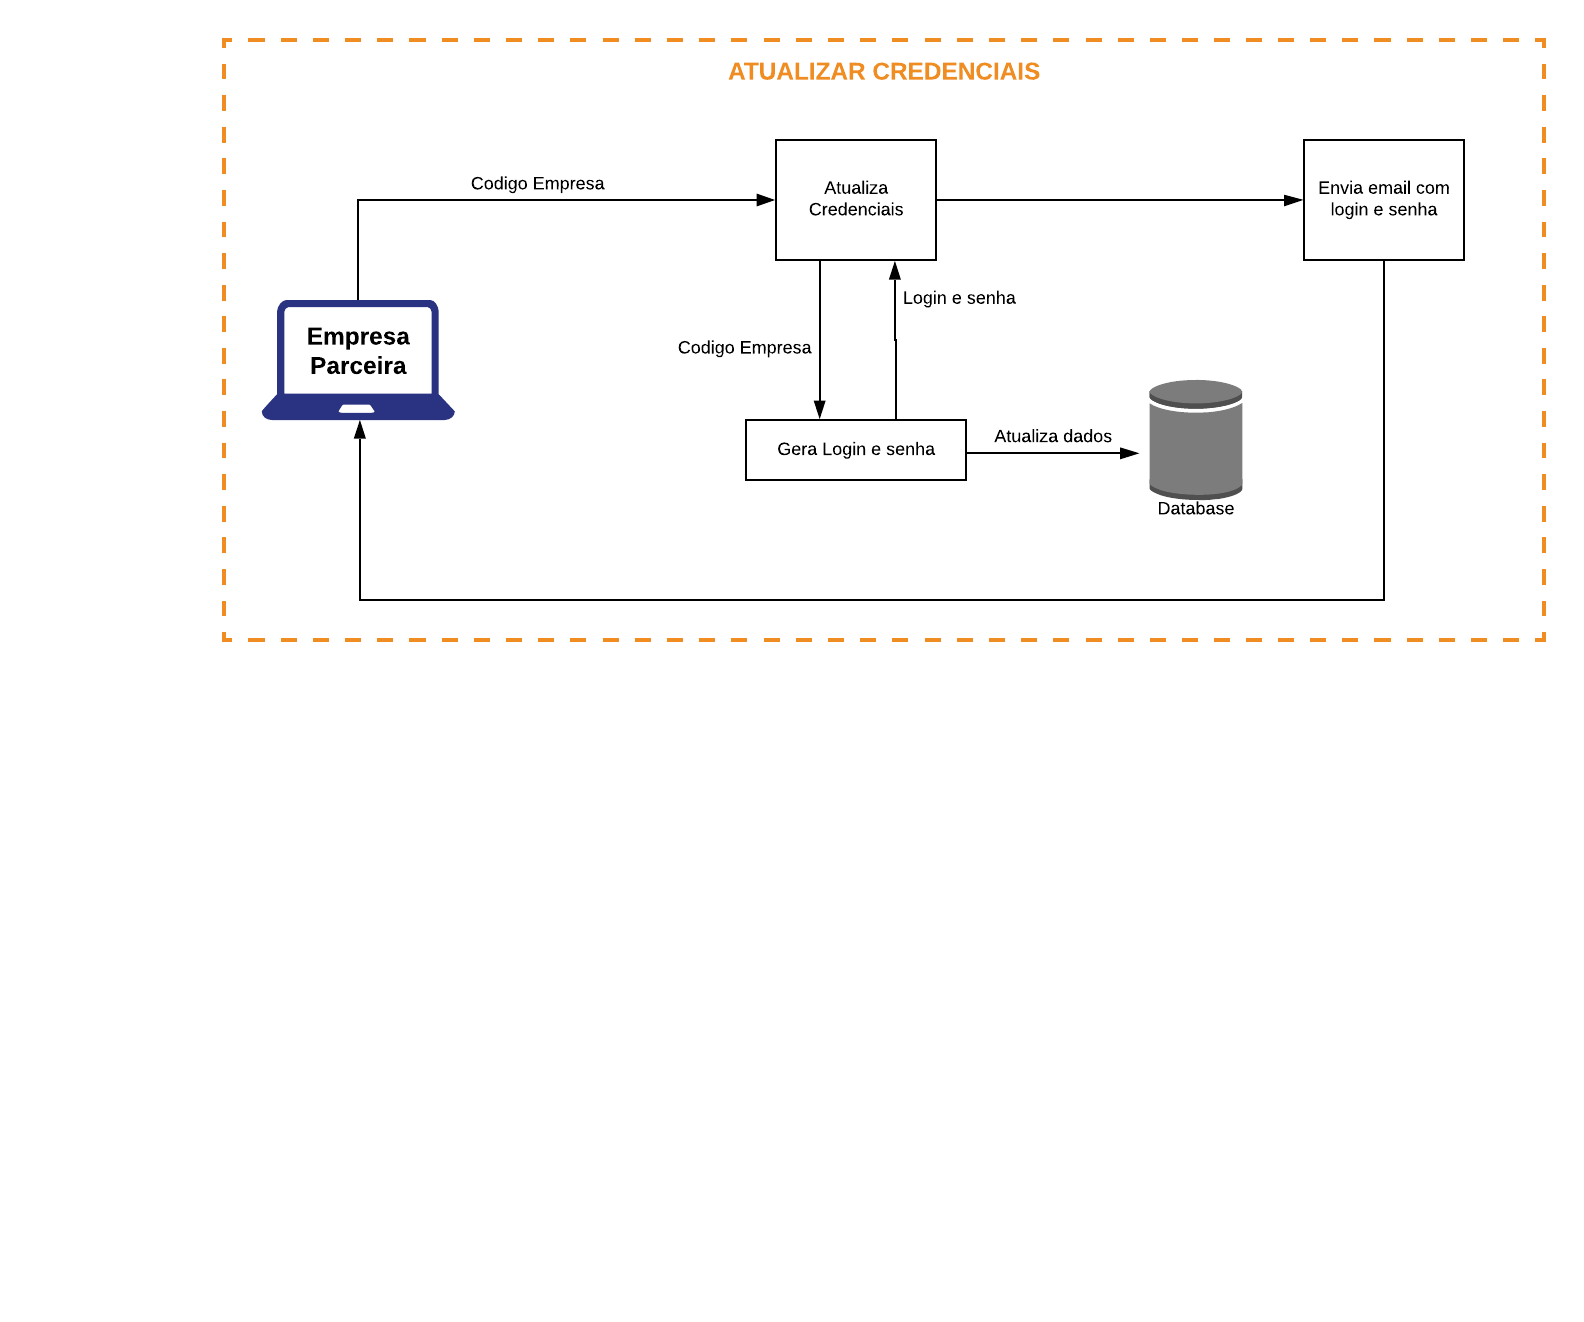 ATUALIZAR CREDENCIAIS
Codigo Empresa
Atualiza
Credenciais
Envia email com
login e senha
Login e senha
Empresa
Parceira
Codigo Empresa
Gera Login e senha
Atualiza dados
Database